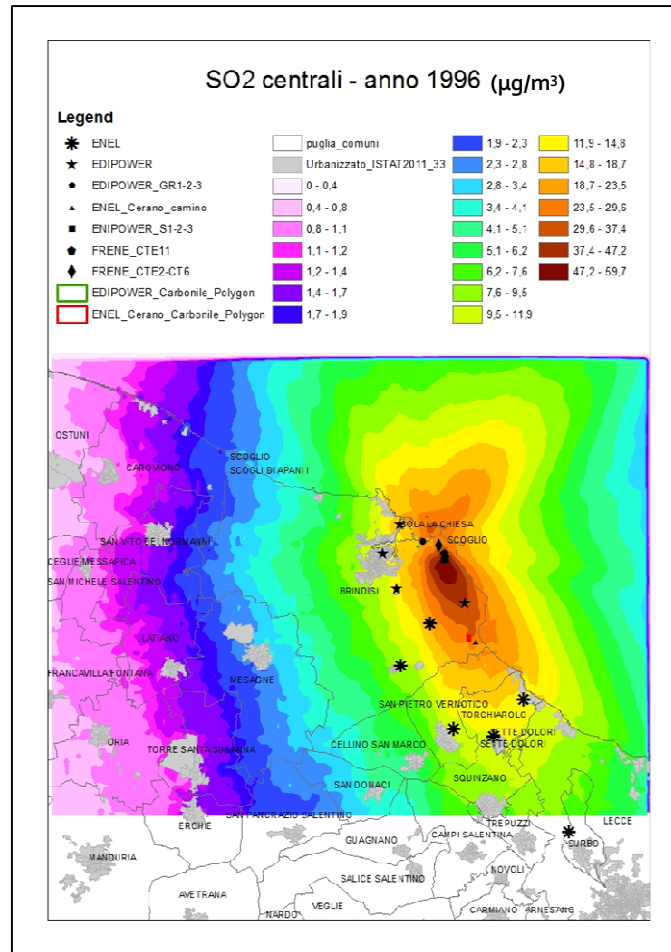 SO2 centrali - anno 1996 (µg/m³)
Legend
ENEL
EDIPOWER
EDIPOWER_GR1-2-3
ENEL_Cerano_camino
ENIPOWER_S1-2-3
FRENE_CTE11
FRENE_CTE2-CT6
EDIPOWER_Carbonile_Polygon
ENEL_Cerano_Carbonile_Polygon
puglia_comuni
Urbanizzato_ISTAT2011_33
0 - 0,4
0,4 - 0,8
0,8 - 1,1
1,1 - 1,2
1,2 - 1,4
1,4 - 1,7
1,7 - 1,9
1,9 - 2,3
2,3 - 2,8
2,8 - 3,4
3,4 - 4,1
4,1 - 5,1
5,1 - 6,2
6,2 - 7,6
7,6 - 9,5
9,5 - 11,9
11,9 - 14,8
14,8 - 18,7
18,7 - 23,5
23,5 - 29,6
29,6 - 37,4
37,4 - 47,2
47,2 - 59,7
OSTUNI
CAROVIGNO
SCOGLIO
SCOGLI DI APANI
ISOLA LA CHIESA
SCOGLIO
SAN VITO DEI NORMANNI
CEGLIE MESSAPICA
SAN MICHELE SALENTINO
BRINDISI
LATIANO
FRANCAVILLA FONTANA
MESAGNE
SAN PIETRO VERNOTICO
TORCHIAROLO
SETTE DOLORI
ORIA
TORRE SANTA SUSANNA
CELLINO SAN MARCO
SETTE DOLORI
SAN DONACI
SQUINZANO
ERCHIE
SAN PANCRAZIO SALENTINO
TREPUZZI
LECCE
GUAGNANO
CAMPI SALENTINA
SURBO
MANDURIA
SALICE SALENTINO
NOVOLI
AVETRANA
VEGLIE
NARDO'
CARMIANO
ARNESANO